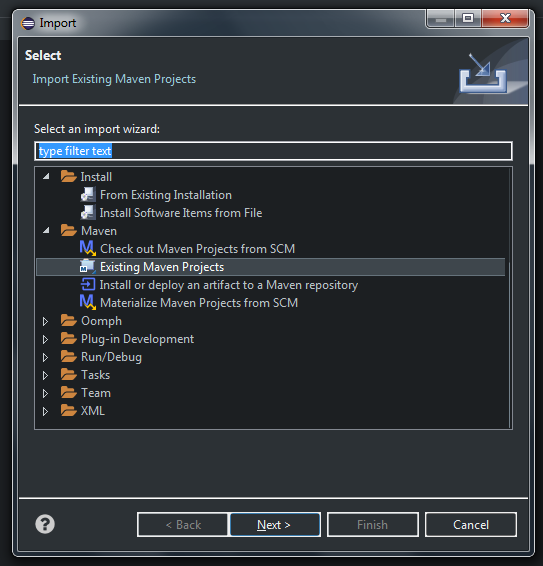 Import
Select
Import Existing Maven Projects
Select an import wizard:
type filter text
Install
From Existing Installation
Install Software Items from File
Maven
Check out Maven Projects from SCM
Existing Maven Projects
Install or deploy an artifact to a Maven repository
Materialize Maven Projects from SCM
Oomph
Plug-in Development
Run/Debug
Tasks
Team
XML
? < Back Next > Finish Cancel